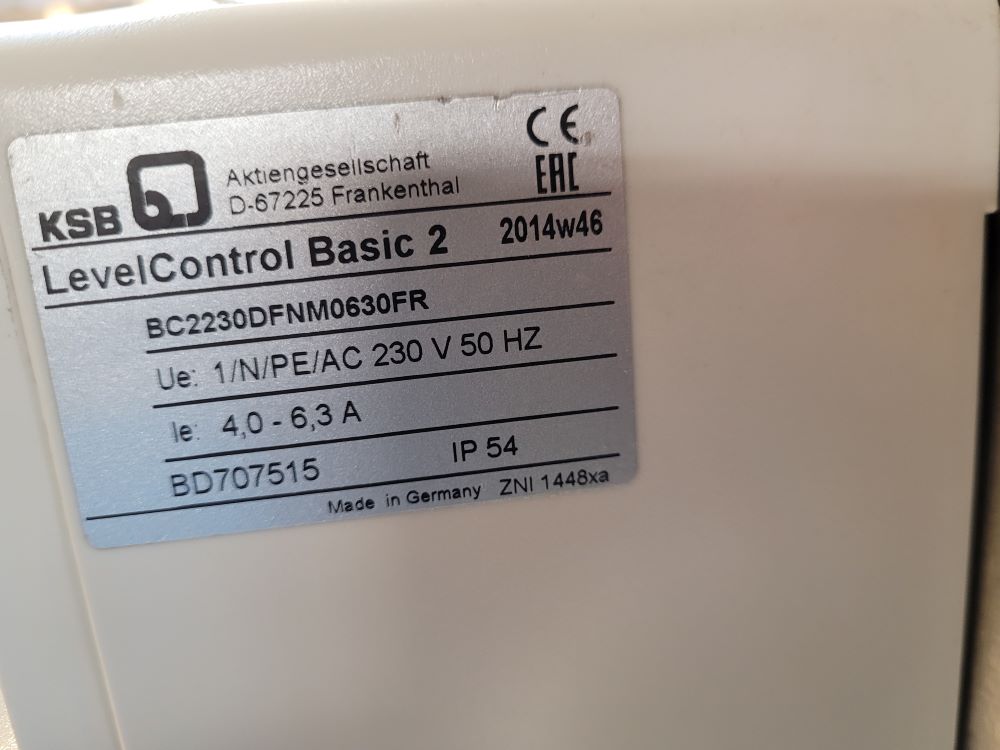 CE
EAC
KSB
Aktiengesellschaft
D-67225 Frankenthal
LevelControl Basic 2 2014w46
BC2230DFNM0630FR
Ue: 1/N/PE/AC 230 V 50 HZ
Ie: 4,0 - 6,3 A
BD707515 IP 54
Made in Germany ZNI 1448xa